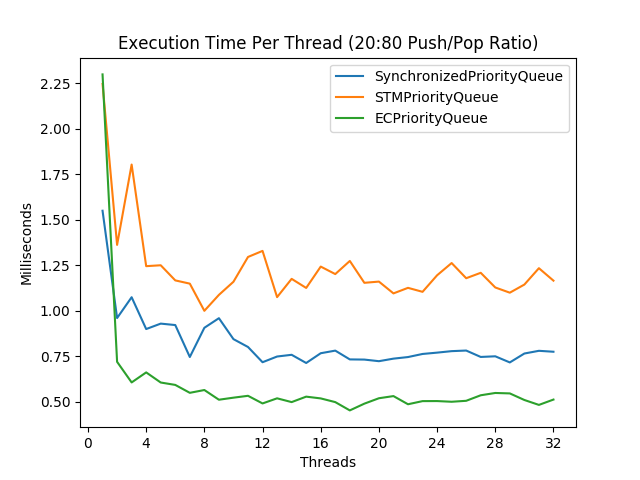 Execution Time Per Thread (20:80 Push/Pop Ratio)
SynchronizedPriorityQueue
STMPriorityQueue
ECPriorityQueue
Milliseconds
2.25
2.00
1.75
1.50
1.25
1.00
0.75
0.50
0 4 8 12 16 20 24 28 32
Threads